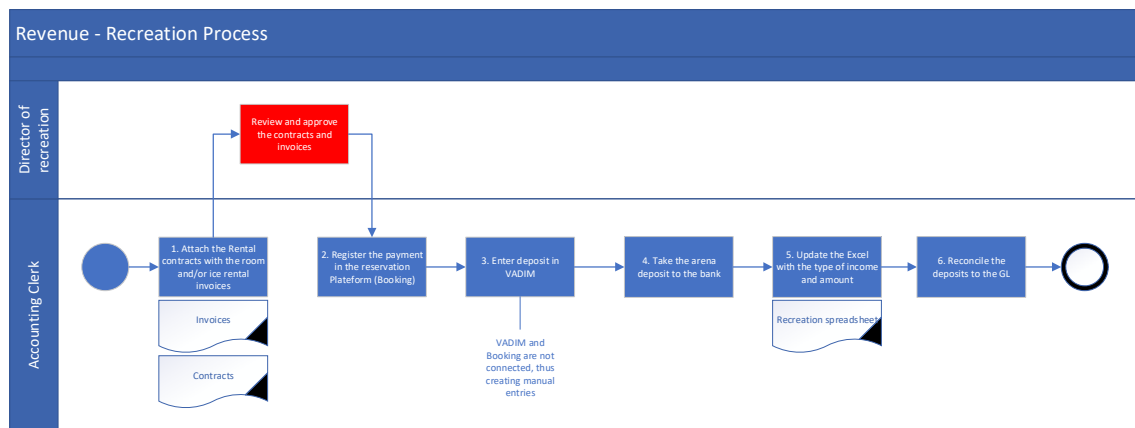 Revenue - Recreation Process
Director of
recreation
Review and approve
the contracts and
invoices
Accounting Clerk
1. Attach the Rental
contracts with the room
and/or ice rental
invoices
Invoices
Contracts
2. Register the payment
in the reservation
Plateform (Booking)
3. Enter deposit in
VADIM
VADIM and
Booking are not
connected, thus
creating manual
entries
4. Take the arena
deposit to the bank
5. Update the Excel
with the type of income
and amount
Recreation spreadsheet
6. Reconcile the
deposits to the GL